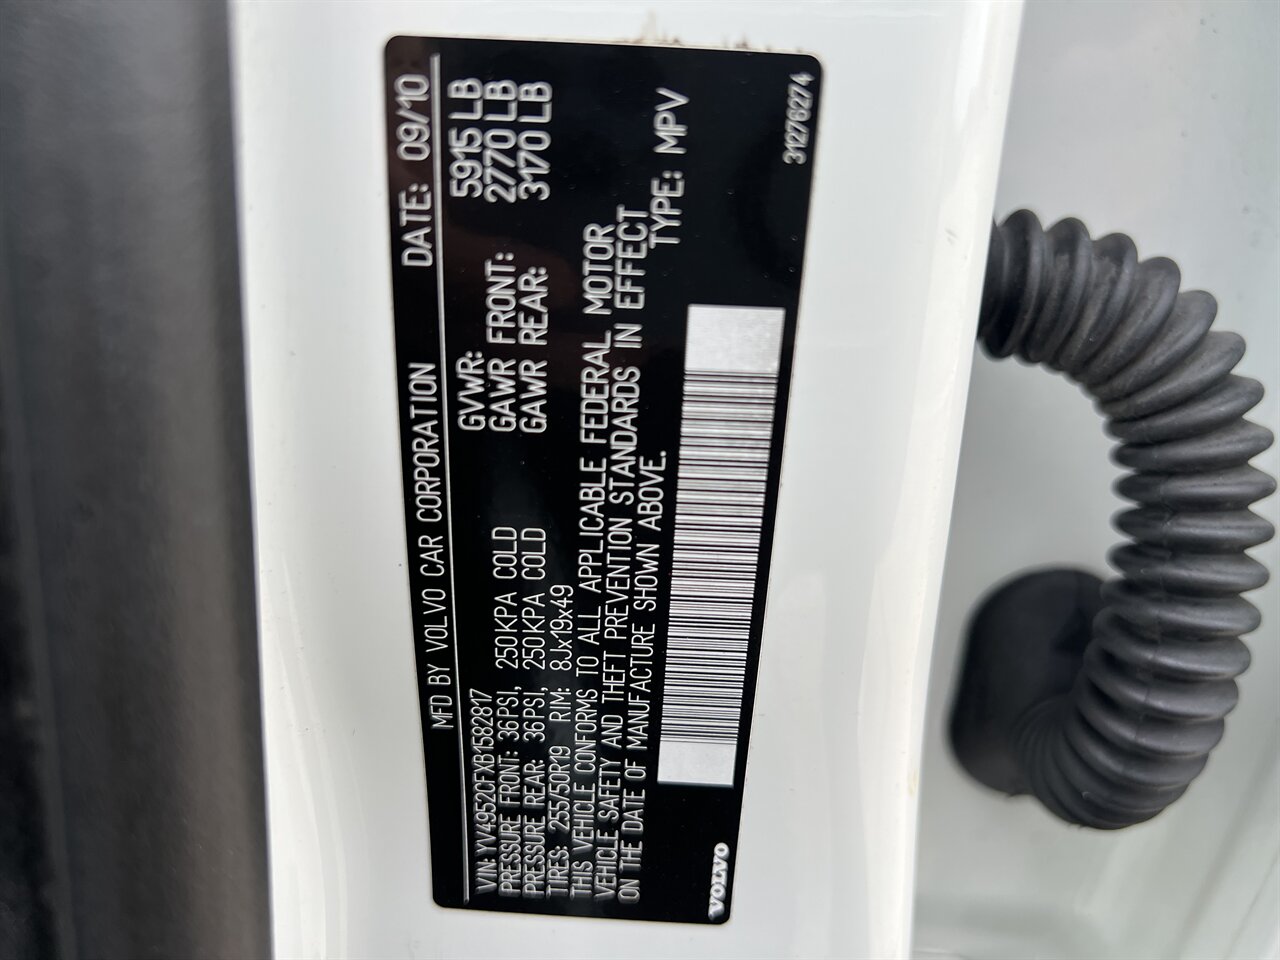 MFD BY VOLVO CAR CORPORATION DATE: 09/10
GVWR: 5915 LB
GAWR FRONT: 2770 LB
GAWR REAR: 3170 LB
VIN: YV4952CFXB1582817
PRESSURE FRONT: 36PSI, 250KPA COLD
PRESSURE REAR: 36PSI, 250KPA COLD
TIRES: 255/50R19 RIM: 8Jx19x49
THIS VEHICLE CONFORMS TO ALL APPLICABLE FEDERAL MOTOR
VEHICLE SAFETY AND THEFT PREVENTION STANDARDS IN EFFECT
ON THE DATE OF MANUFACTURE SHOWN ABOVE. TYPE: MPV
VOLVO
31276274